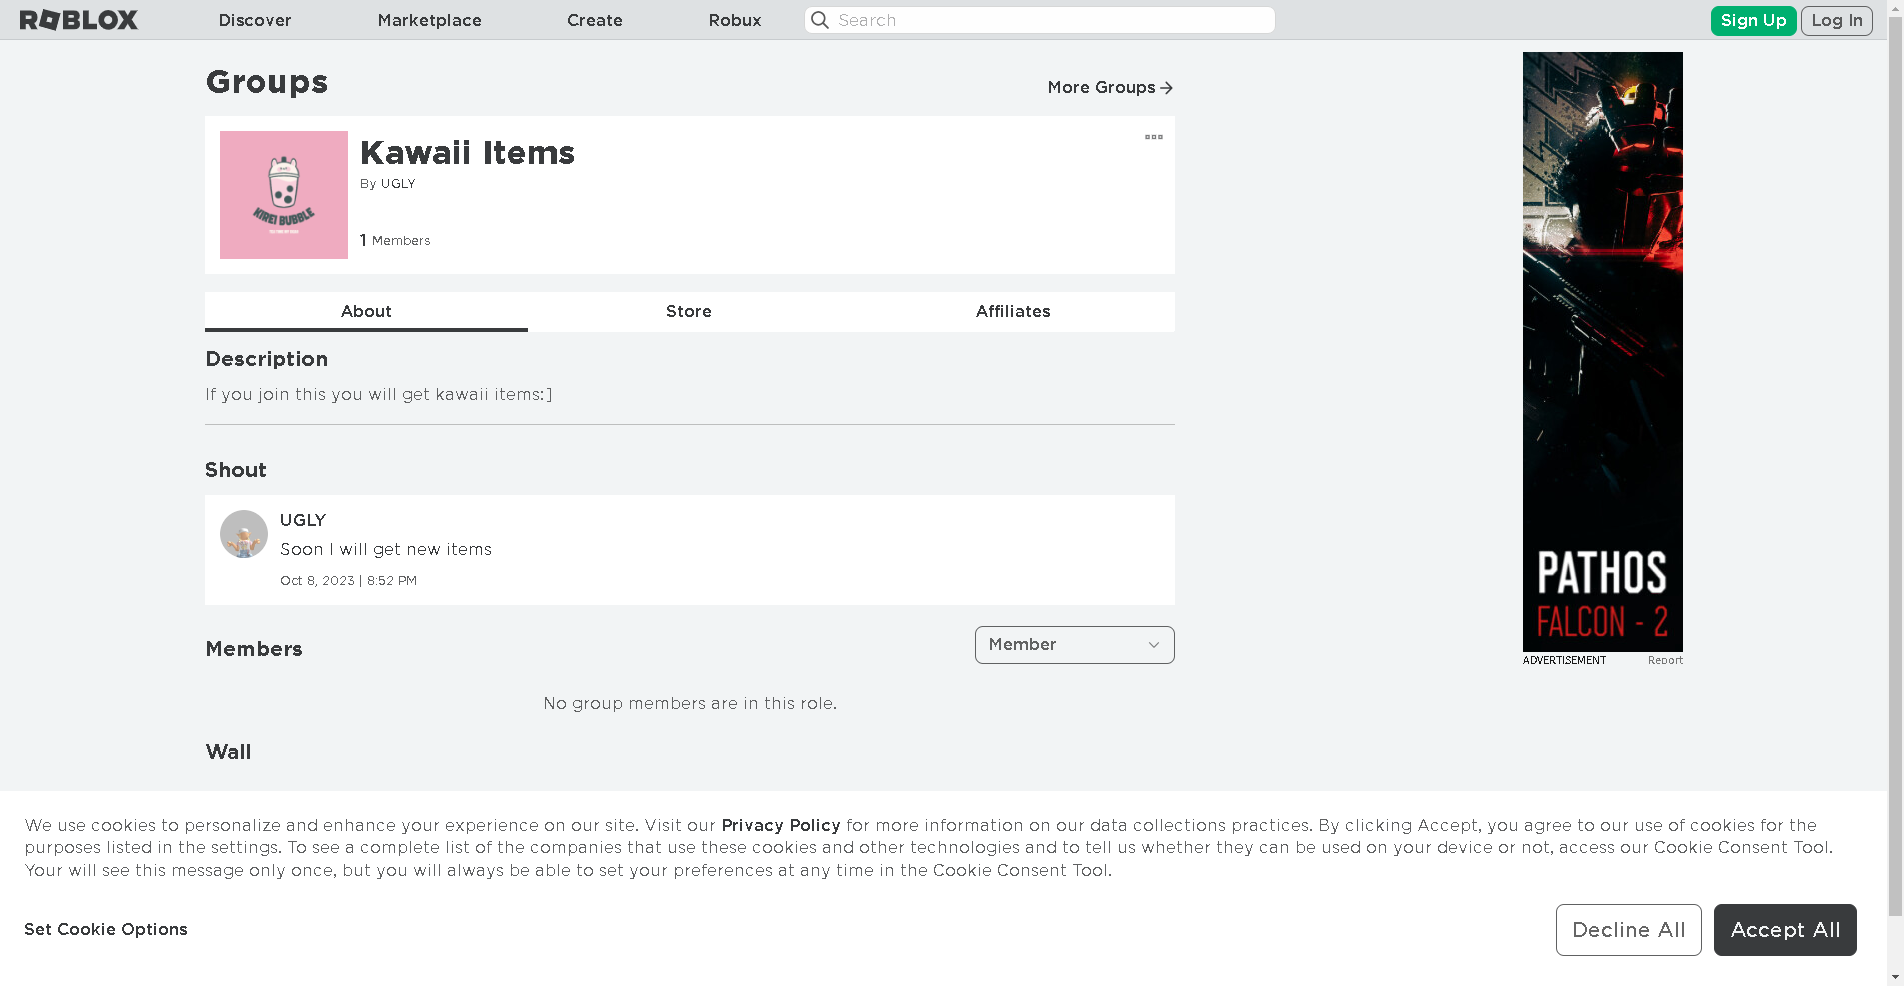 ROBLOX
Discover
Marketplace
Create
Robux
Search
Sign Up
Log In
Groups
More Groups
KIREI BUBBLE
Kawaii Items
By UGLY
1 Members
About
Store
Affiliates
Description
If you join this you will get kawaii items:]
Shout
UGLY
Soon I will get new items
Oct 8, 2023 | 8:52 PM
Members
Member
No group members are in this role.
Wall
PATHOS
FALCON - 2
ADVERTISEMENT
Report
We use cookies to personalize and enhance your experience on our site. Visit our Privacy Policy for more information on our data collections practices. By clicking Accept, you agree to our use of cookies for the
purposes listed in the settings. To see a complete list of the companies that use these cookies and other technologies and to tell us whether they can be used on your device or not, access our Cookie Consent Tool.
Your will see this message only once, but you will always be able to set your preferences at any time in the Cookie Consent Tool.
Set Cookie Options
Decline All
Accept All